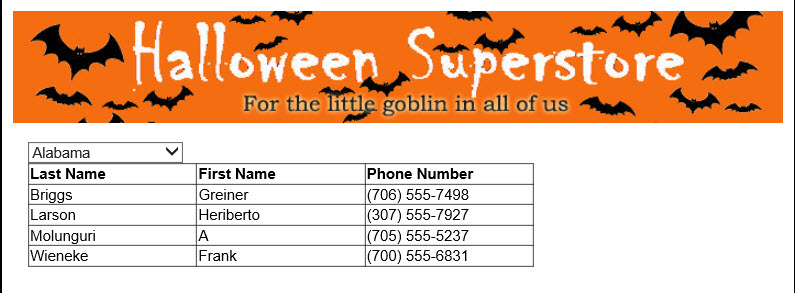 Halloween Superstore
For the little goblin in all of us
Alabama
Last Name First Name Phone Number
Briggs Greiner (706) 555-7498
Larson Heriberto (307) 555-7927
Molunguri A (705) 555-5237
Wieneke Frank (700) 555-6831